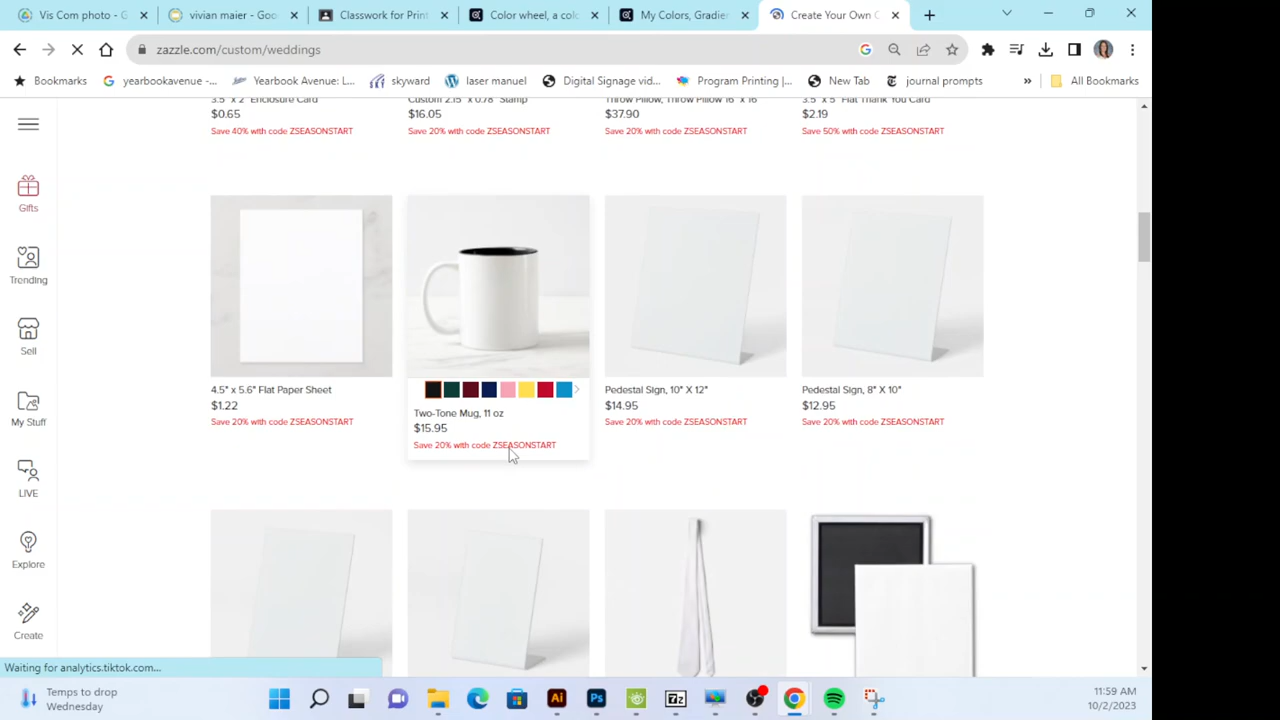 Vis Com photo - G
vivian maier - Goo
Classwork for Print
Color wheel, a colo
My Colors, Gradien
Create Your Own C
zazzle.com/custom/weddings
Bookmarks
yearbookavenue -...
Yearbook Avenue: L...
skyward
laser manuel
Digital Signage vid...
Program Printing |...
New Tab
journal prompts
»
All Bookmarks
3.5" x 2" Enclosure Card
Custom 2.15" x 0.78" Stamp
Throw Pillow, Throw Pillow 16" x 16"
3.5" x 5" Flat Thank You Card
$0.65
$16.05
$37.90
$2.19
Save 40% with code ZSEASONSTART
Save 20% with code ZSEASONSTART
Save 20% with code ZSEASONSTART
Save 50% with code ZSEASONSTART
Gifts
Trending
Sell
My Stuff
LIVE
Explore
Create
4.5" x 5.6" Flat Paper Sheet
$1.22
Save 20% with code ZSEASONSTART
Two-Tone Mug, 11 oz
$15.95
Save 20% with code ZSEASONSTART
Pedestal Sign, 10" X 12"
$14.95
Save 20% with code ZSEASONSTART
Pedestal Sign, 8" X 10"
$12.95
Save 20% with code ZSEASONSTART
Waiting for analytics.tiktok.com...
Temps to drop
Wednesday
Ai
Ps
7z
11:59 AM
10/2/2023